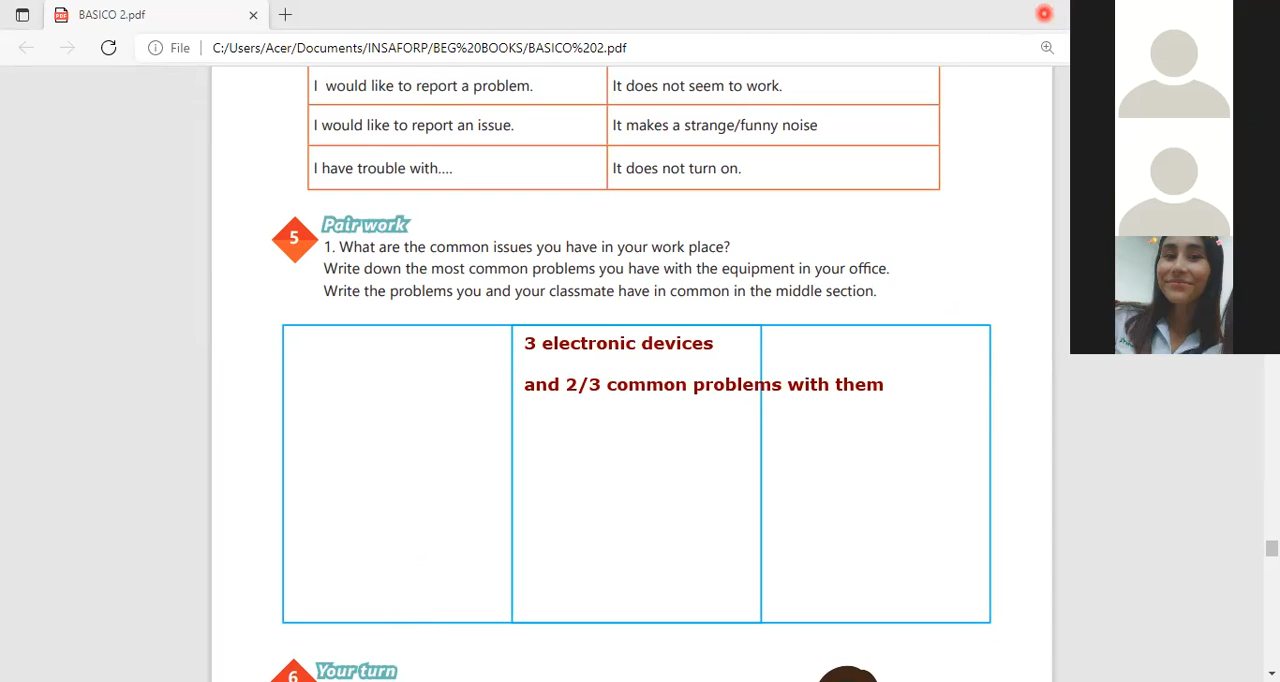 BASICO 2.pdf
File
C:/Users/Acer/Documents/INSAFORP/BEG%20BOOKS/BASICO%202.pdf
I would like to report a problem.
It does not seem to work.
I would like to report an issue.
It makes a strange/funny noise
I have trouble with....
It does not turn on.
5
Pair work
1. What are the common issues you have in your work place?
Write down the most common problems you have with the equipment in your office.
Write the problems you and your classmate have in common in the middle section.
3 electronic devices
and 2/3 common problems with them
6
Your turn